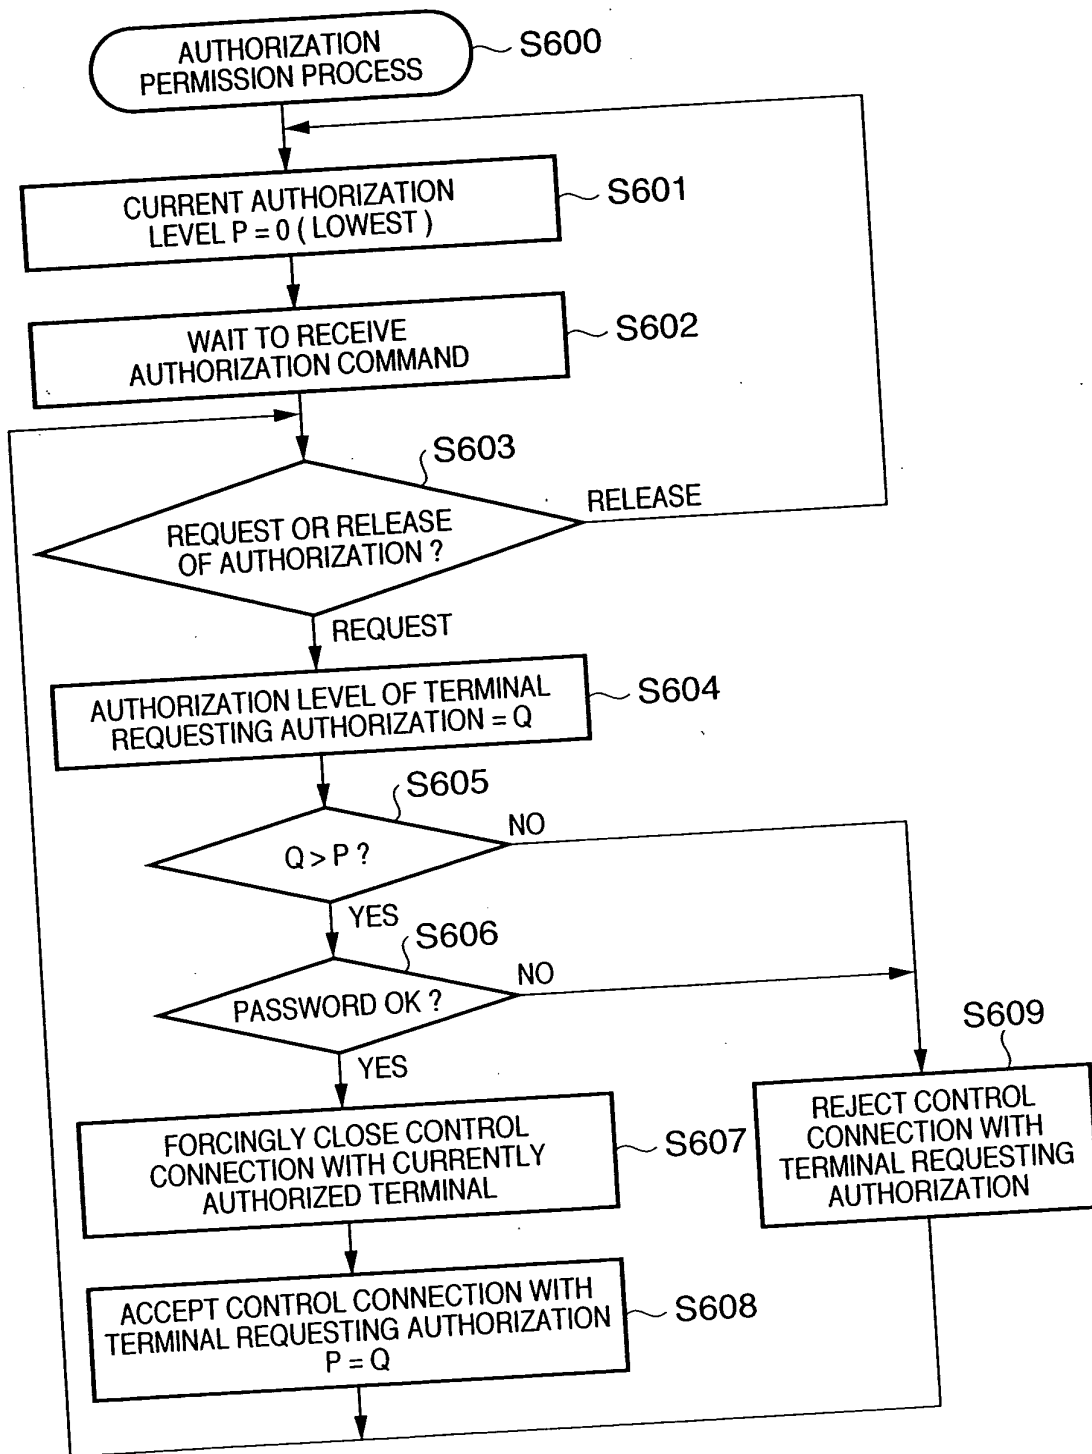 AUTHORIZATION
PERMISSION PROCESS
S600
CURRENT AUTHORIZATION
LEVEL P = 0 ( LOWEST )
S601
WAIT TO RECEIVE
AUTHORIZATION COMMAND
S602
S603
REQUEST OR RELEASE
OF AUTHORIZATION ?
RELEASE
REQUEST
AUTHORIZATION LEVEL OF TERMINAL
REQUESTING AUTHORIZATION = Q
S604
S605
Q > P ?
NO
YES
S606
PASSWORD OK ?
NO
YES
S609
REJECT CONTROL
CONNECTION WITH
TERMINAL REQUESTING
AUTHORIZATION
FORCINGLY CLOSE CONTROL
CONNECTION WITH CURRENTLY
AUTHORIZED TERMINAL
S607
ACCEPT CONTROL CONNECTION WITH
TERMINAL REQUESTING AUTHORIZATION
P = Q
S608